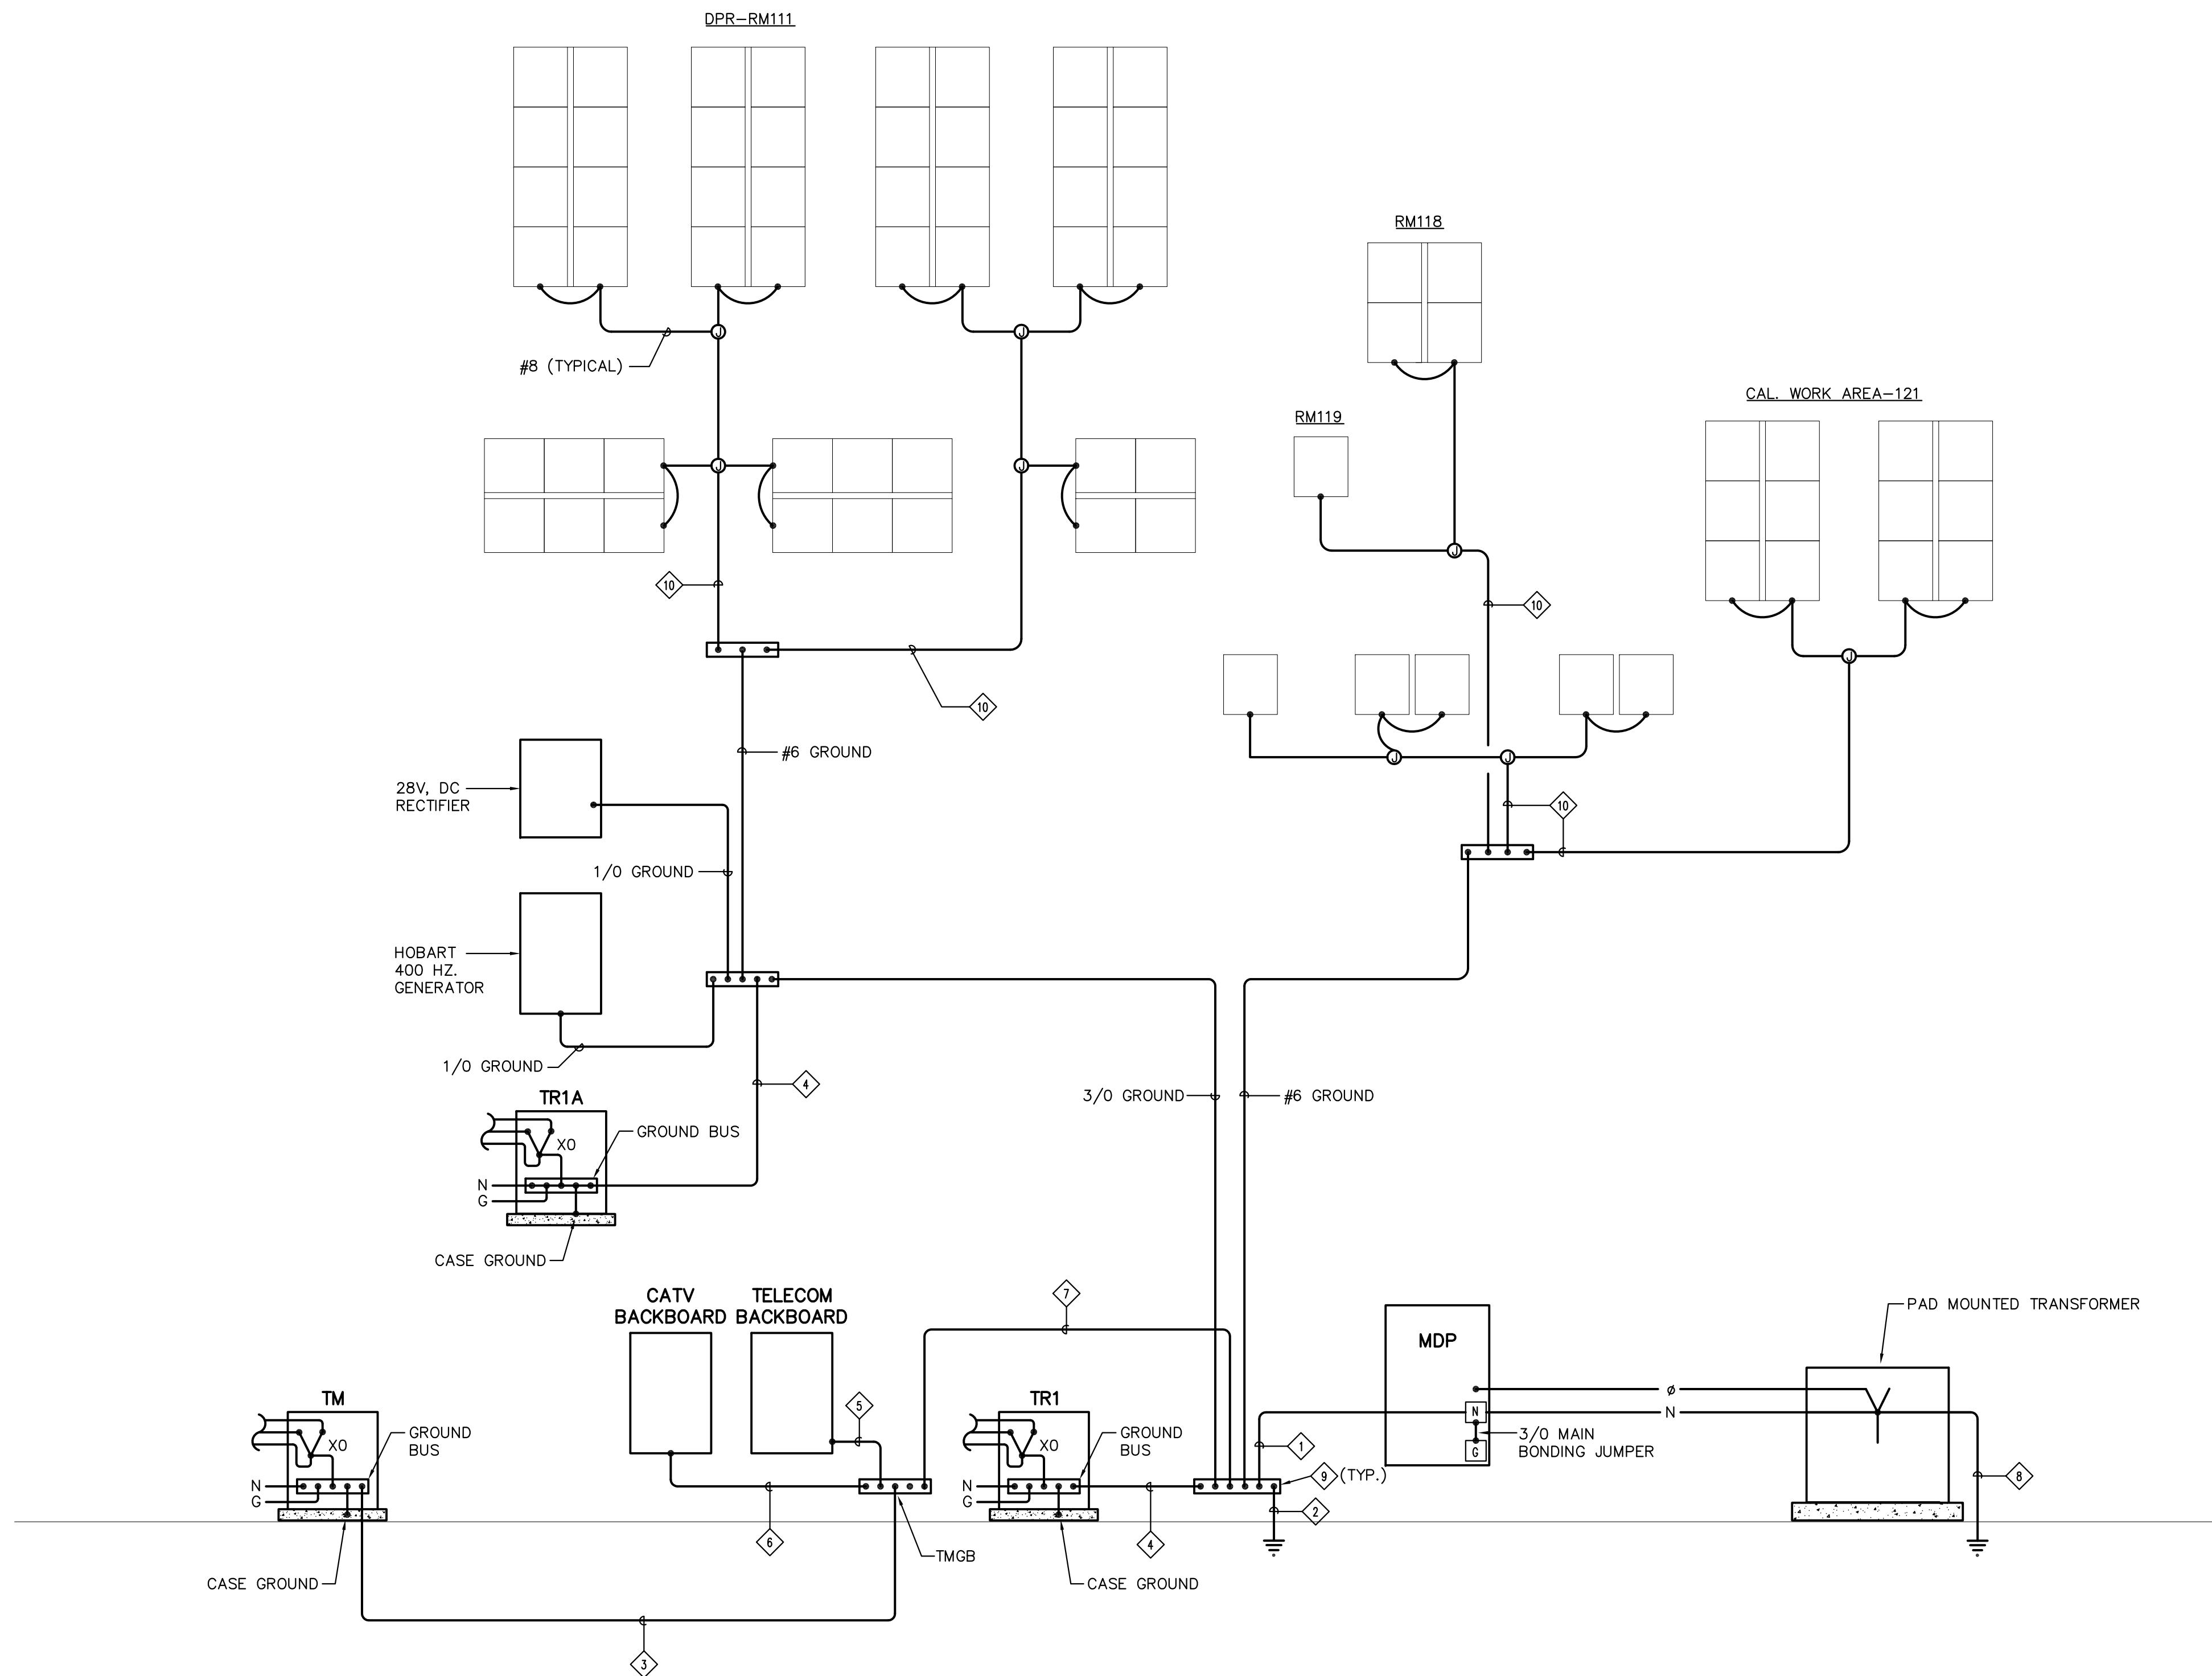 DPR-RM111
RM118
#8 (TYPICAL)
J
J
CAL. WORK AREA-121
RM119
J
J
J
10
10
J
10
#6 GROUND
J
J
28V, DC
RECTIFIER
10
1/0 GROUND
HOBART
400 HZ.
GENERATOR
1/0 GROUND
4
TR1A
3/0 GROUND
#6 GROUND
GROUND BUS
XO
N
G
CASE GROUND
CATV
BACKBOARD
TELECOM
BACKBOARD
7
PAD MOUNTED TRANSFORMER
MDP
TM
5
TR1
Ø
N
N
GROUND
BUS
XO
GROUND
BUS
XO
3/0 MAIN
BONDING JUMPER
G
1
9 (TYP.)
8
N
G
N
G
2
6
4
TMGB
CASE GROUND
CASE GROUND
3